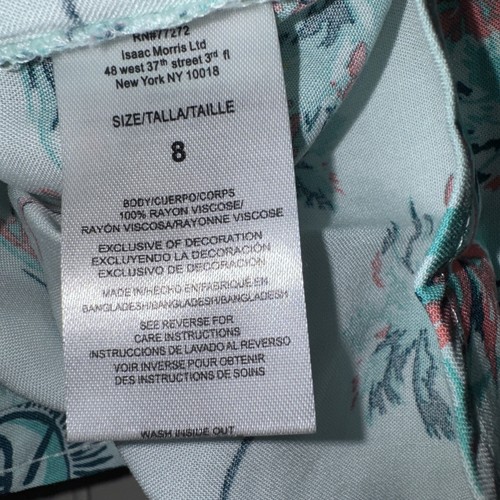 RN#77272
Isaac Morris Ltd
48 west 37th street 3rd fl
New York NY 10018
SIZE/TALLA/TAILLE
8
BODY/CUERPO/CORPS
100% RAYON VISCOSE/
RAYÓN VISCOSA/RAYONNE VISCOSE
EXCLUSIVE OF DECORATION
EXCLUYENDO LA DECORACIÓN
EXCLUSIVO DE DECORACIÓN
MADE IN/HECHO EN/FABRIQUÉ EN
BANGLADESH/BANGLADESH/BANGLADESH
SEE REVERSE FOR
CARE INSTRUCTIONS
INSTRUCCIONS DE LAVADO AL REVERSO
VOIR INVERSE POUR OBTENIR
DES INSTRUCTIONS DE SOINS
WASH INSIDE OUT